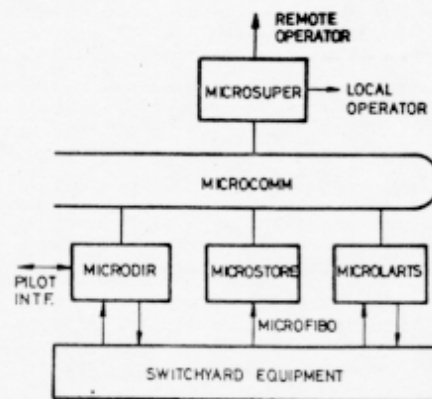 REMOTE
OPERATOR
MICROSUPER
LOCAL
OPERATOR
MICROCOMM
MICRODIR
MICROSTORE
MICROLARTS
PILOT
INTF.
MICROFIBO
SWITCHYARD EQUIPMENT